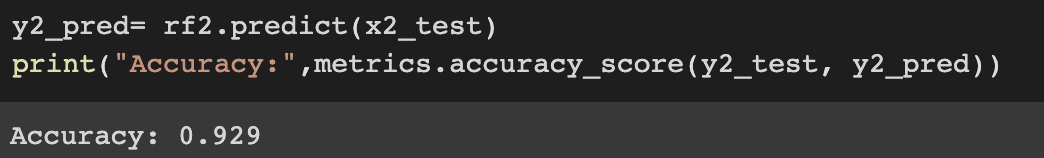 y2_pred= rf2.predict(x2_test)
print("Accuracy:",metrics.accuracy_score(y2_test, y2_pred))
Accuracy: 0.929